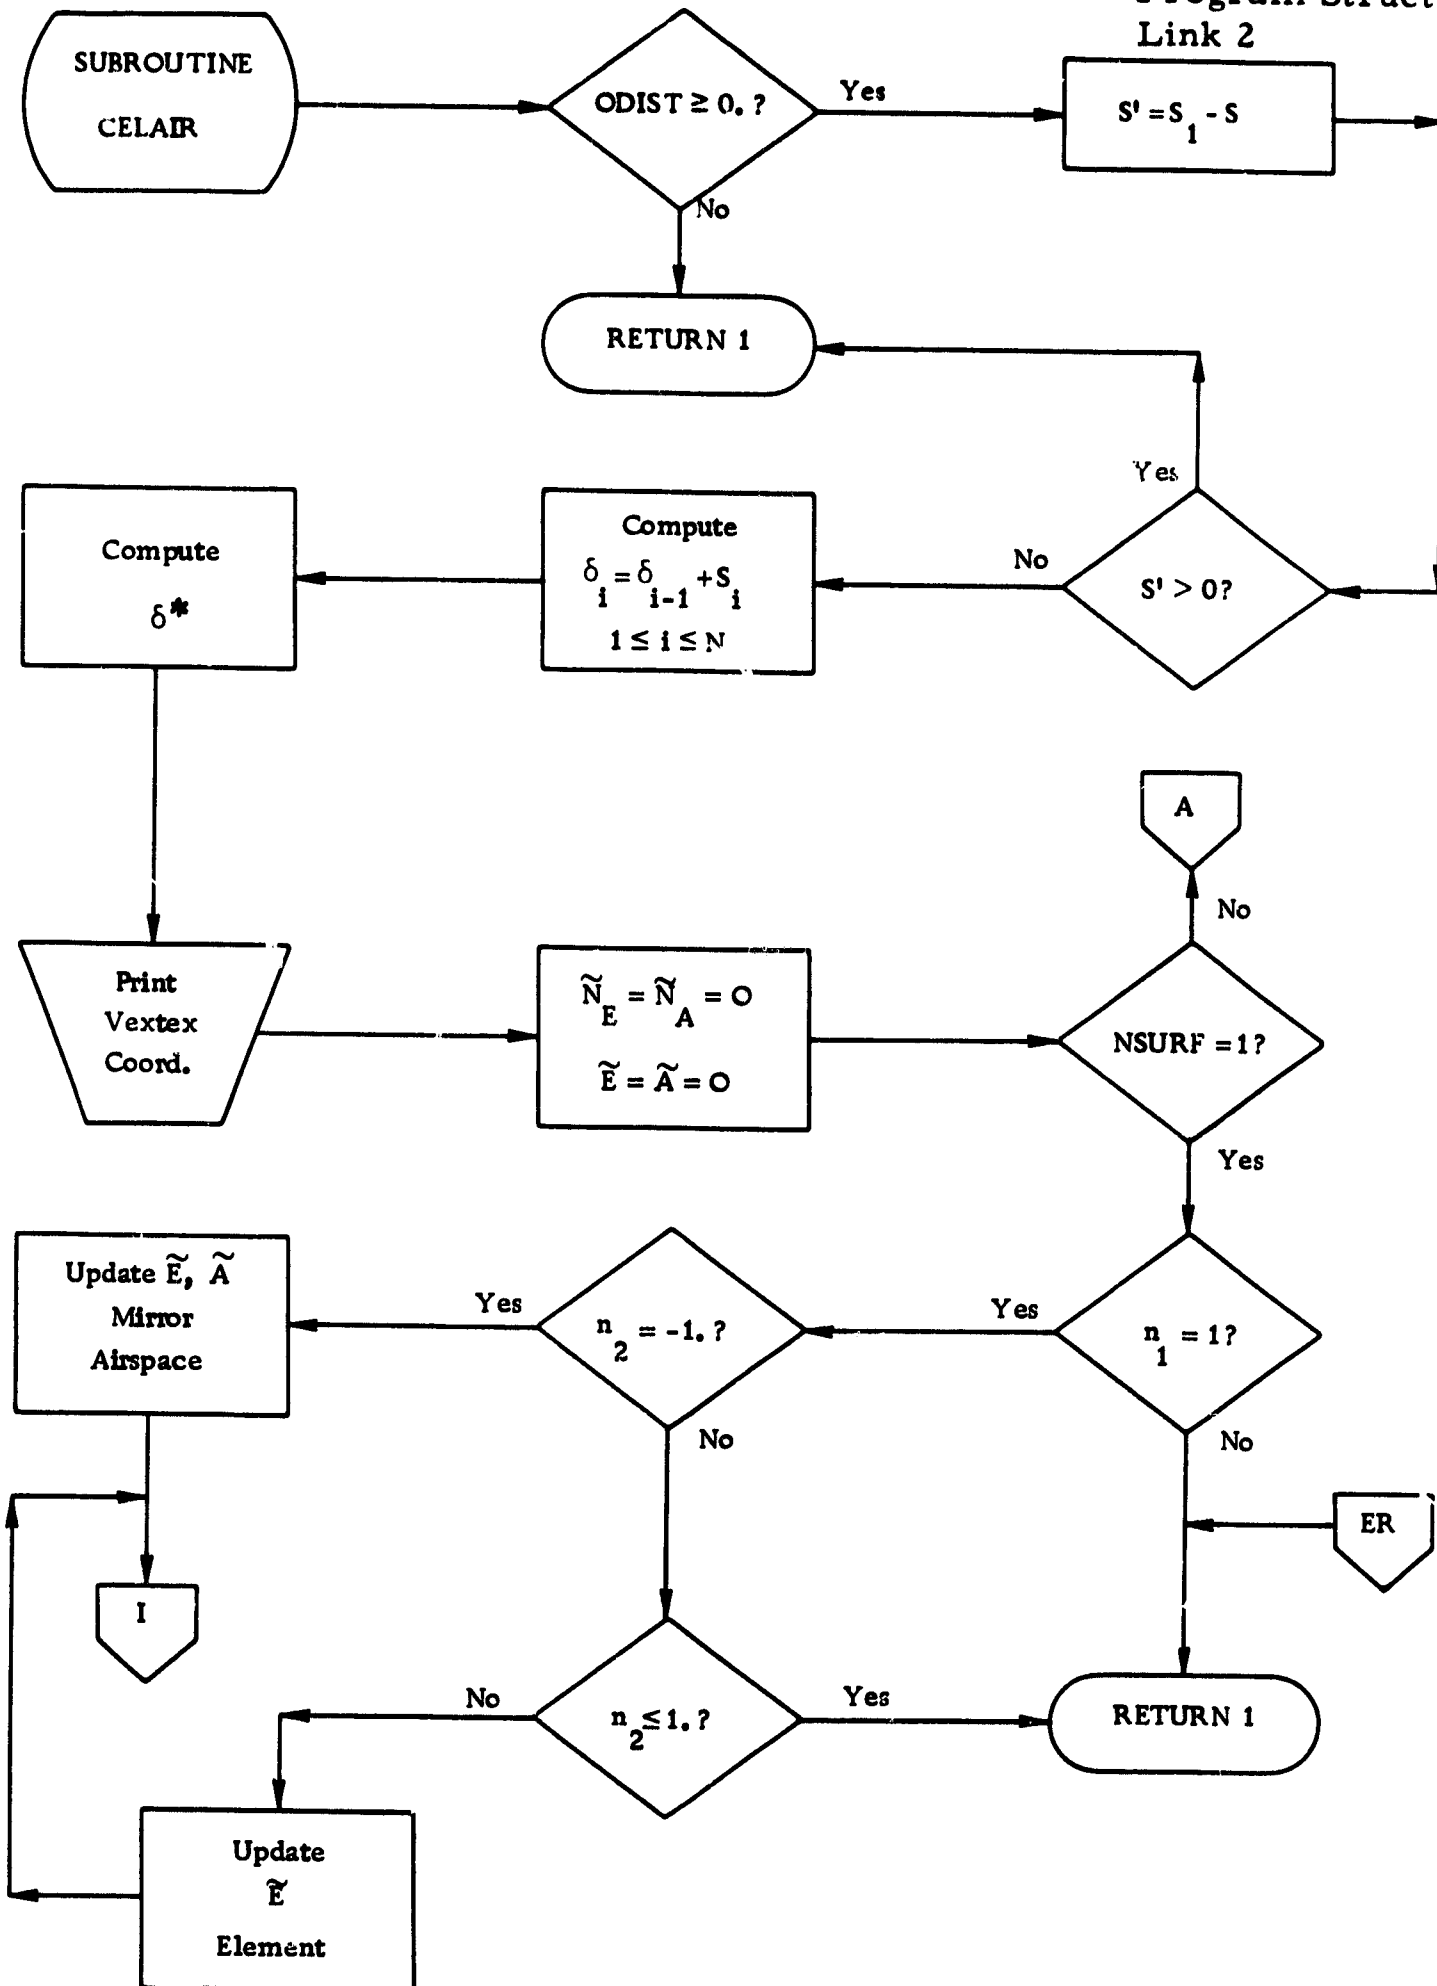 Link 2
SUBROUTINE
CELAIR
ODIST ≥ 0. ?
Yes
S' = S1 - S
No
RETURN 1
Yes
S' > 0?
No
Compute
δi = δi-1 + Si
1 ≤ i ≤ N
Compute
δ*
Print
Vextex
Coord.
ÑE = ÑA = O
Ẽ = Ã = O
NSURF = 1?
No
A
Yes
n1 = 1?
Yes
No
n2 = -1. ?
Yes
No
Update Ẽ, Ã
Mirror
Airspace
I
ER
n2 ≤ 1. ?
Yes
No
RETURN 1
Update
Ẽ
Element